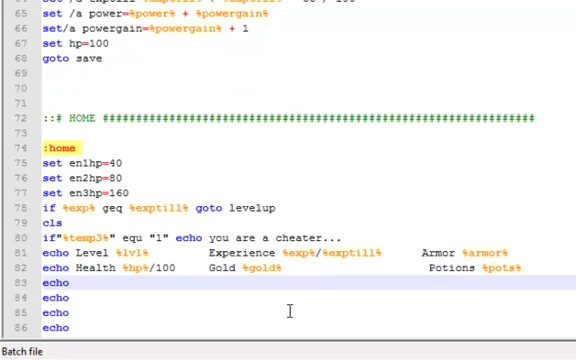 65 set /a power=%power% + %powergain%
66 set/a powergain=%powergain% + 1
67 set hp=100
68 goto save
69
70
71
72 ::# HOME #################################################################
73
74 :home
75 set en1hp=40
76 set en2hp=80
77 set en3hp=160
78 if %exp% geq %exptill% goto levelup
79 cls
80 if"%temp3%" equ "1" echo you are a cheater...
81 echo Level %lvl% Experience %exp%/%exptill% Armor %armor%
82 echo Health %hp%/100 Gold %gold% Potions %pots%
83 echo
84 echo
85 echo
86 echo
Batch file